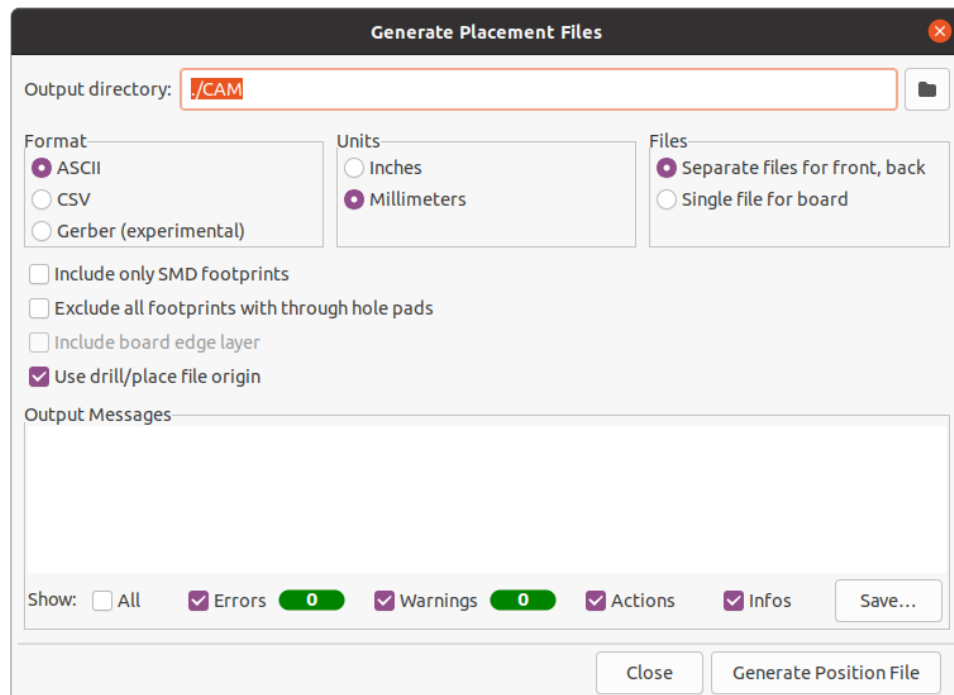 Generate Placement Files
Output directory: ./CAM
Format Units Files
ASCII Inches Separate files for front, back
CSV Millimeters Single file for board
Gerber (experimental)
Include only SMD footprints
Exclude all footprints with through hole pads
Include board edge layer
Use drill/place file origin
Output Messages
Show: All Errors 0 Warnings 0 Actions Infos Save...
Close Generate Position File